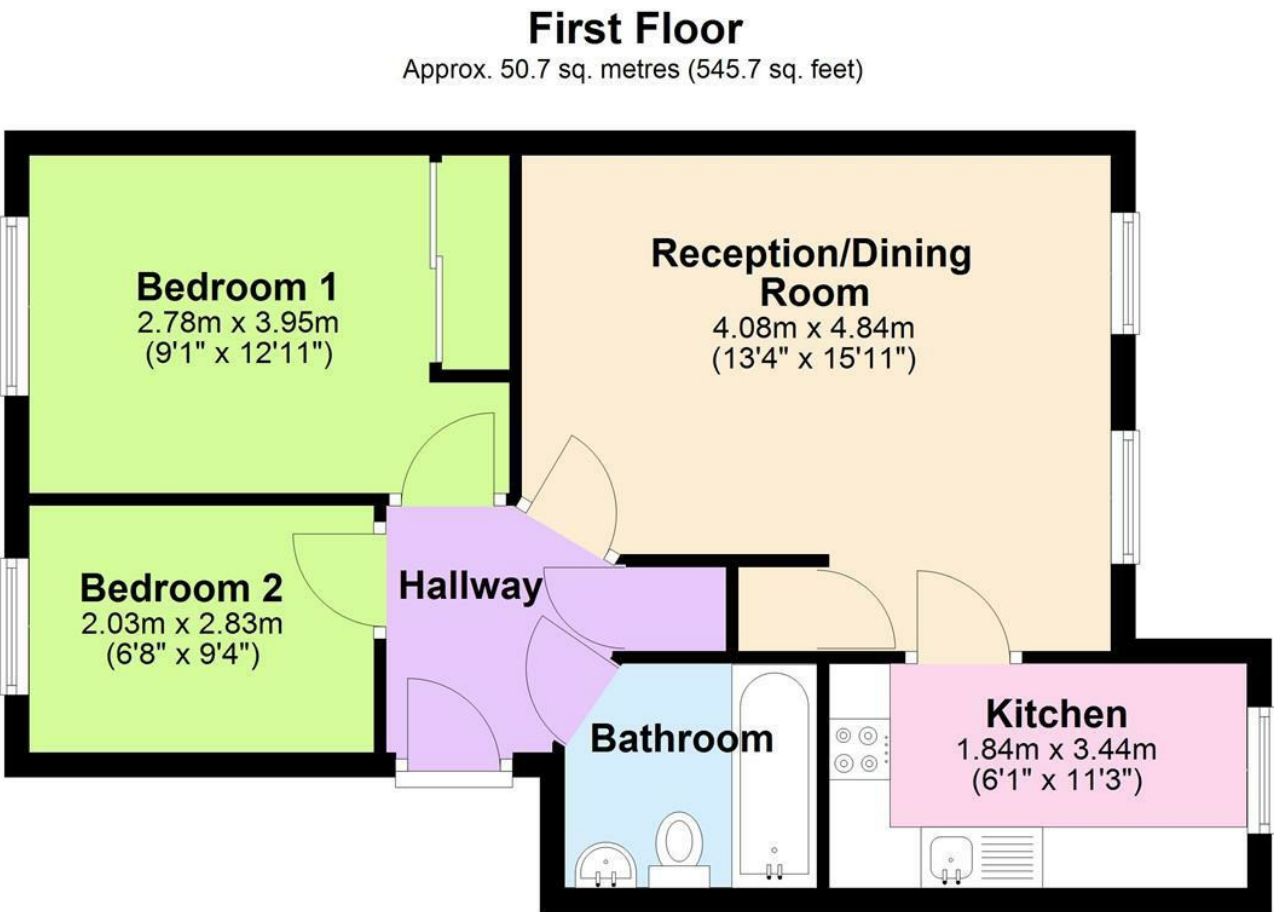 First Floor
Approx. 50.7 sq. metres (545.7 sq. feet)
Bedroom 1
2.78m x 3.95m
(9'1" x 12'11")
Reception/Dining
Room
4.08m x 4.84m
(13'4" x 15'11")
Bedroom 2
2.03m x 2.83m
(6'8" x 9'4")
Hallway
Bathroom
Kitchen
1.84m x 3.44m
(6'1" x 11'3")